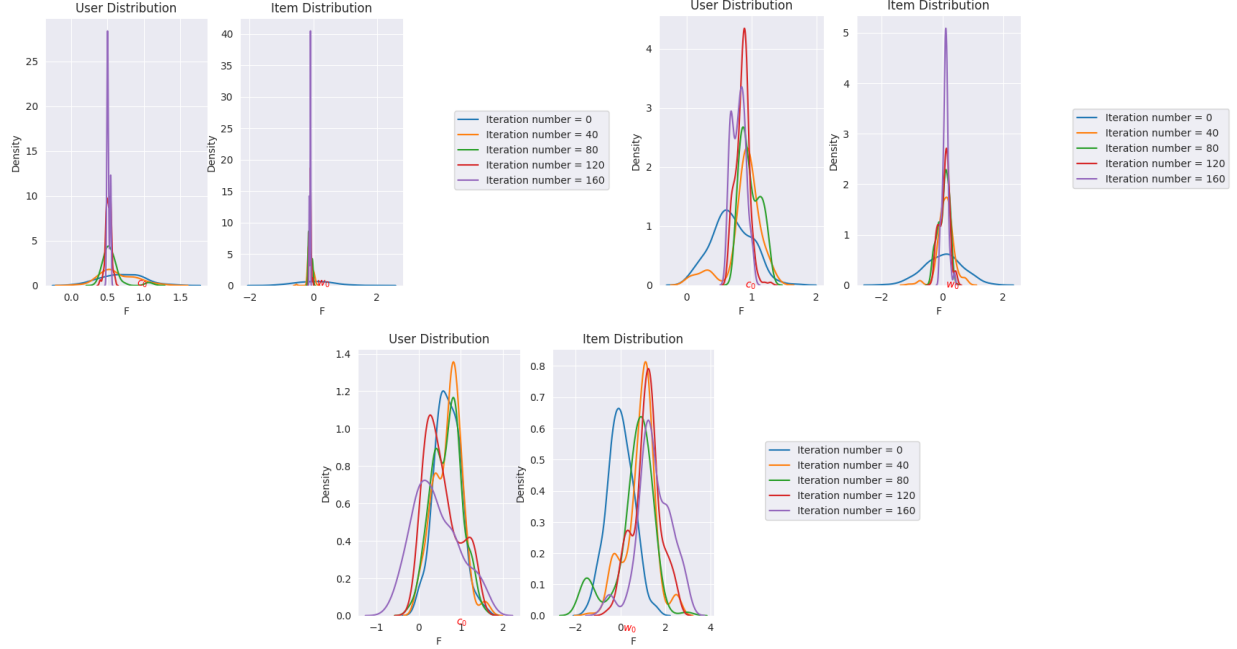 User Distribution
Item Distribution
Density
25
20
15
10
5
0
0.0
0.5
1.0
1.5
c₀
F
Density
40
35
30
25
20
15
10
5
0
−2
0
2
w₀
F
Iteration number = 0
Iteration number = 40
Iteration number = 80
Iteration number = 120
Iteration number = 160
User Distribution
Item Distribution
Density
4
3
2
1
0
0
1
2
c₀
F
Density
5
4
3
2
1
0
−2
0
2
w₀
F
Iteration number = 0
Iteration number = 40
Iteration number = 80
Iteration number = 120
Iteration number = 160
User Distribution
Item Distribution
Density
1.4
1.2
1.0
0.8
0.6
0.4
0.2
0.0
−1
0
1
2
c₀
F
Density
0.8
0.7
0.6
0.5
0.4
0.3
0.2
0.1
0.0
−2
0
2
4
w₀
F
Iteration number = 0
Iteration number = 40
Iteration number = 80
Iteration number = 120
Iteration number = 160